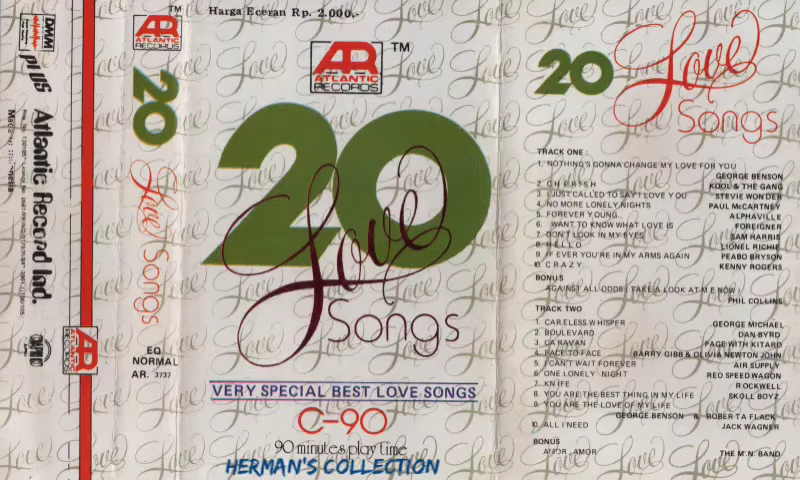 DMM
plus
Atlantic Record Ind.
TM
AR
ATLANTIC
RECORDS
20
Love
Songs
EQ
NORMAL
AR. 3737
AR
ATLANTIC
RECORDS
Harga Eceran Rp. 2.000,-
AR
ATLANTIC
RECORDS
TM
20
Love
Songs
VERY SPECIAL BEST LOVE SONGS
C-90
90 minutes play time
HERMAN'S COLLECTION
20 Love
Songs
TRACK ONE :
1. NOTHING'S GONNA CHANGE MY LOVE FOR YOU
GEORGE BENSON
2. CHERISH KOOL & THE GANG
3. I JUST CALLED TO SAY I LOVE YOU STEVIE WONDER
4. NO MORE LONELY NIGHTS PAUL McCARTNEY
5. FOREVER YOUNG ALPHAVILLE
6. WANT TO KNOW WHAT LOVE IS FOREIGNER
7. DON'T LOOK IN MY EYES SAM HARRIS
8. HELLO LIONEL RICHIE
9. IF EVER YOU'RE IN MY ARMS AGAIN PEABO BRYSON
10. CRAZY KENNY ROGERS
BONUS
AGAINST ALL ODDS (TAKE A LOOK AT ME NOW)
PHIL COLLINS
TRACK TWO
1. CARELESS WHISPER GEORGE MICHAEL
2. BOULEVARD DAN BYRD
3. CARAVAN PAGE WITH KITARO
4. FACE TO FACE BARRY GIBB & OLIVIA NEWTON JOHN
5. I CAN'T WAIT FOREVER AIR SUPPLY
6. ONE LONELY NIGHT REO SPEED WAGON
7. KNIFE ROCKWELL
8. YOU ARE THE BEST THING IN MY LIFE SKOLL BOYZ
9. YOU ARE THE LOVE OF MY LIFE
GEORGE BENSON & ROBERTA FLACK
10. ALL I NEED JACK WAGNER
BONUS
AMOR, AMOR THE M.N. BAND